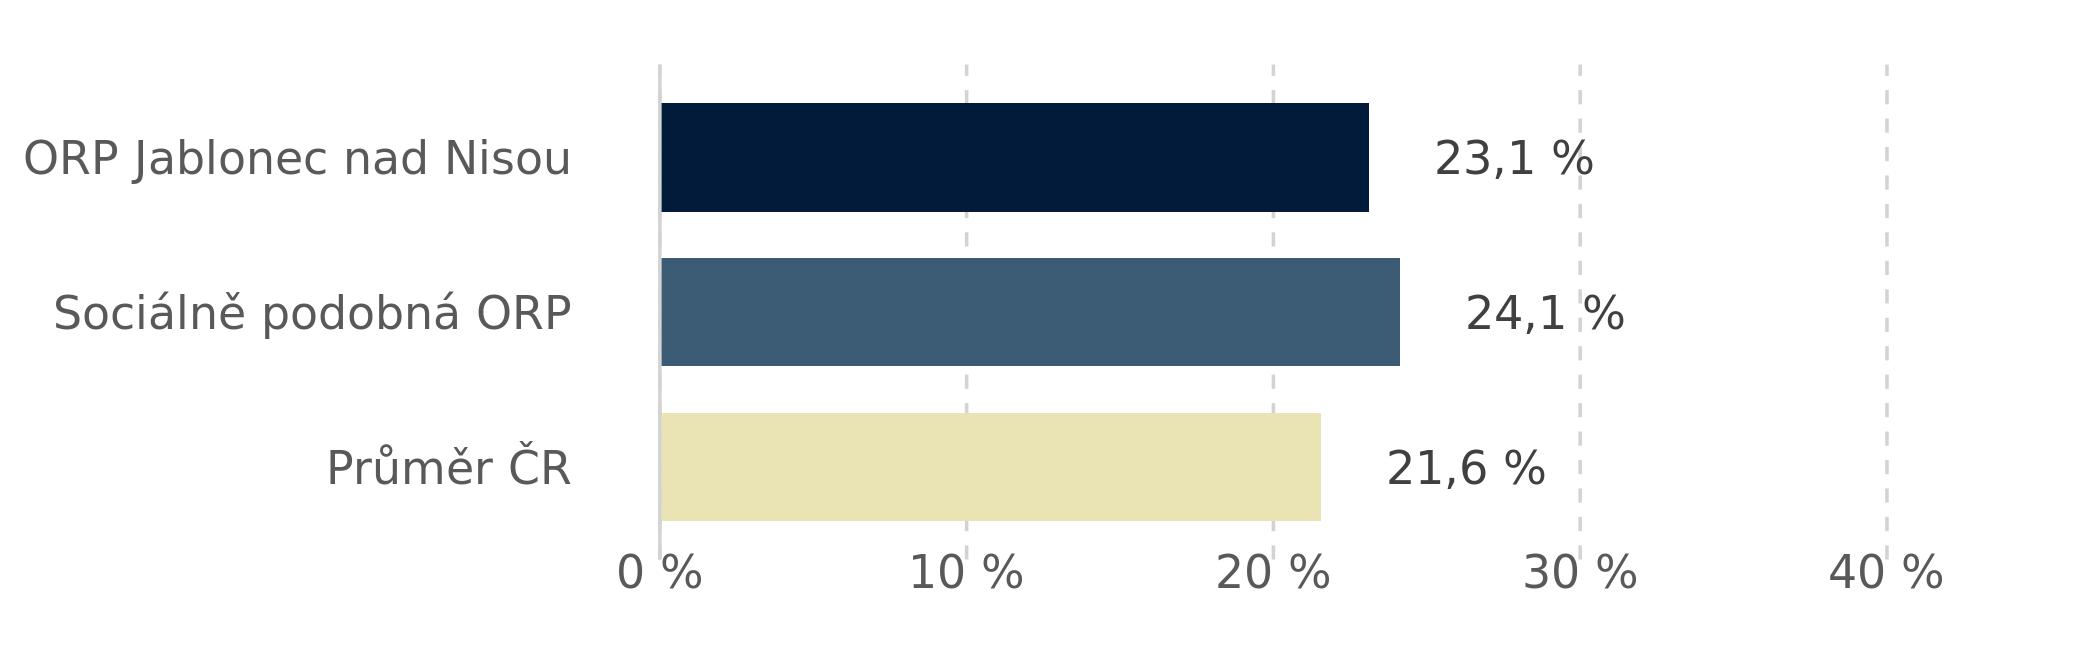 ORP Jablonec nad Nisou 23,1 %
Sociálně podobná ORP 24,1 %
Průměr ČR 21,6 %
0 % 10 % 20 % 30 % 40 %